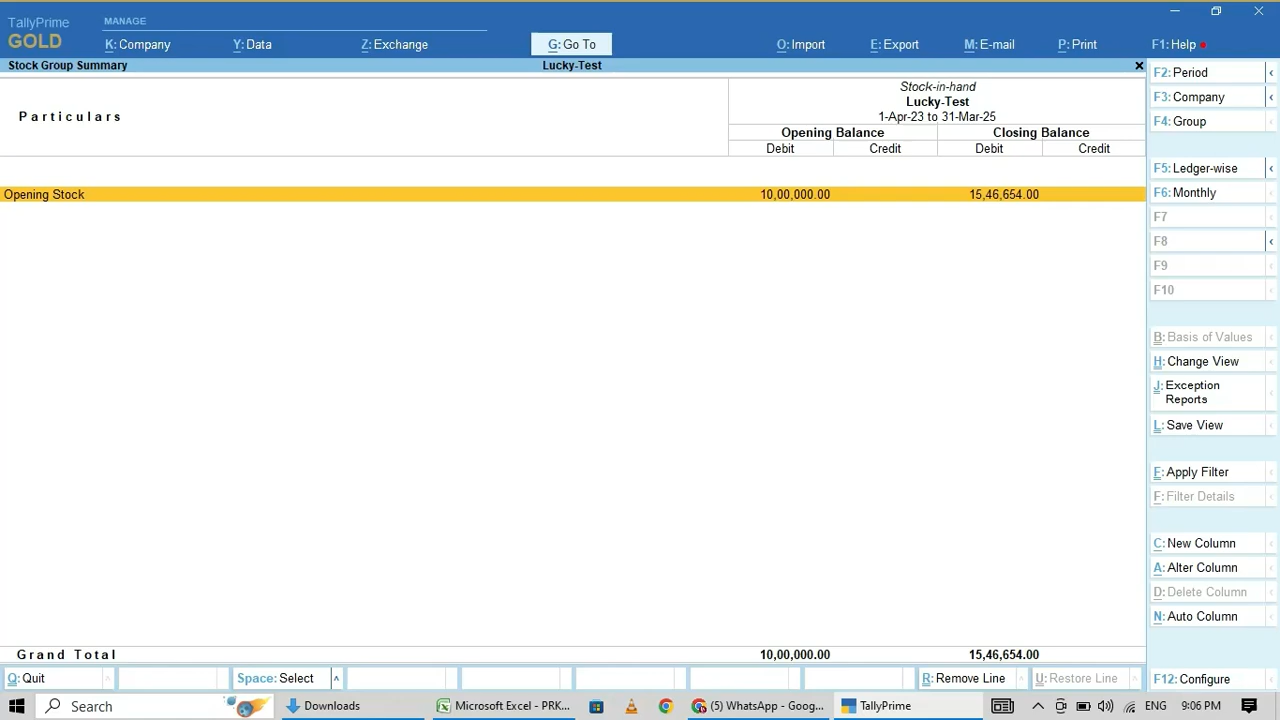 TallyPrime
GOLD
MANAGE
K: Company
Y: Data
Z: Exchange
G: Go To
O: Import
E: Export
M: E-mail
P: Print
F1: Help
Stock Group Summary
Lucky-Test
Particulars
Stock-in-hand
Lucky-Test
1-Apr-23 to 31-Mar-25
Opening Balance
Closing Balance
Debit
Credit
Debit
Credit
Opening Stock
10,00,000.00
15,46,654.00
Grand Total
10,00,000.00
15,46,654.00
F2: Period
F3: Company
F4: Group
F5: Ledger-wise
F6: Monthly
F7
F8
F9
F10
B: Basis of Values
H: Change View
J: Exception
Reports
L: Save View
F: Apply Filter
F: Filter Details
C: New Column
A: Alter Column
D: Delete Column
N: Auto Column
F12: Configure
Q: Quit
Space: Select
R: Remove Line
U: Restore Line
Search
Downloads
Microsoft Excel - PRK...
(5) WhatsApp - Goog...
TallyPrime
ENG
9:06 PM